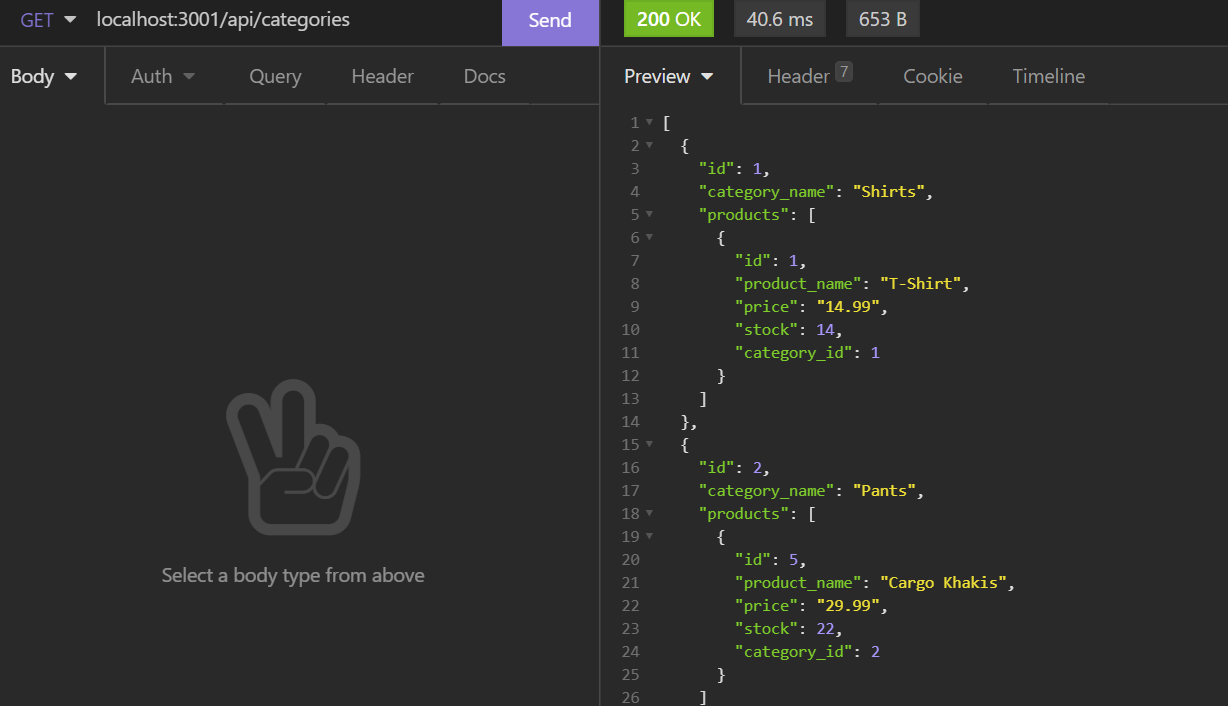 GET localhost:3001/api/categories Send 200 OK 40.6 ms 653 B
Body Auth Query Header Docs Preview Header 7 Cookie Timeline
1 [
2 {
3 "id": 1,
4 "category_name": "Shirts",
5 "products": [
6 {
7 "id": 1,
8 "product_name": "T-Shirt",
9 "price": "14.99",
10 "stock": 14,
11 "category_id": 1
12 }
13 ]
14 },
15 {
16 "id": 2,
17 "category_name": "Pants",
18 "products": [
19 {
20 "id": 5,
21 "product_name": "Cargo Khakis",
22 "price": "29.99",
23 "stock": 22,
24 "category_id": 2
25 }
26 ]
Select a body type from above